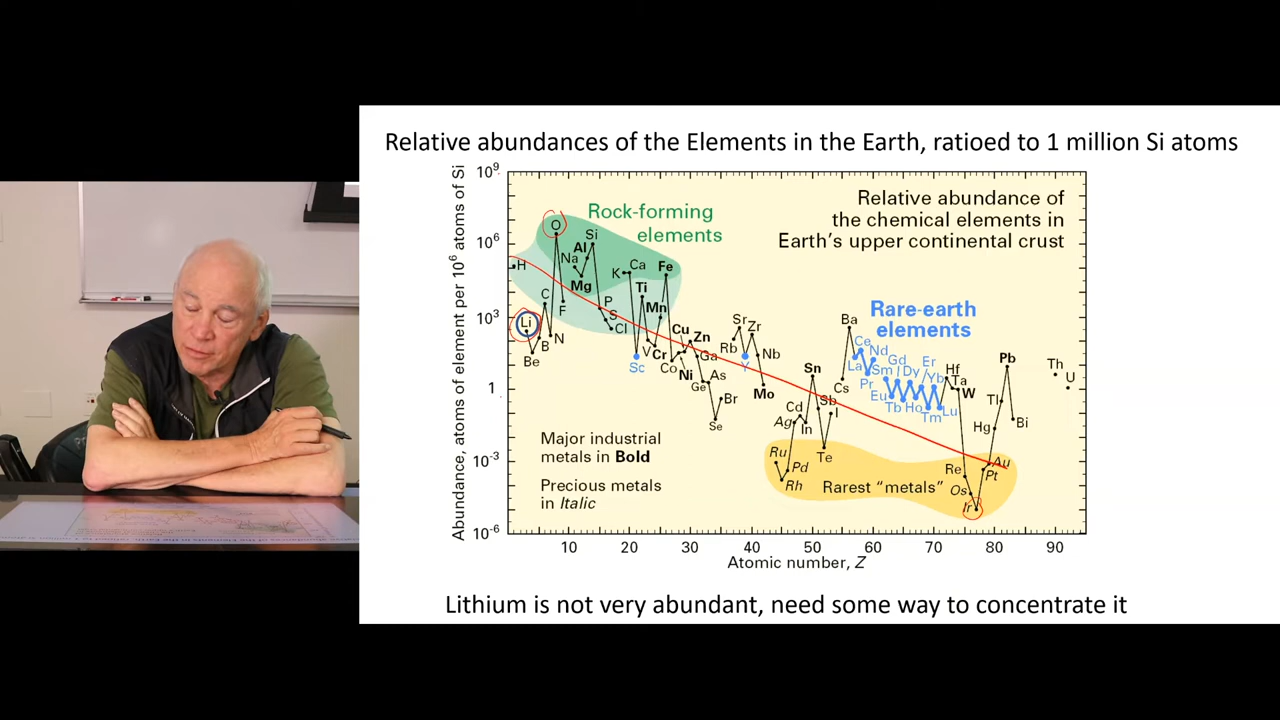 Relative abundances of the Elements in the Earth, ratioed to 1 million Si atoms
Abundance, atoms of element per 10⁶ atoms of Si
10⁹
10⁶
10³
1
10⁻³
10⁻⁶
Rock-forming
elements
Relative abundance of
the chemical elements in
Earth's upper continental crust
Rare-earth
elements
Major industrial
metals in Bold
Precious metals
in Italic
Rarest "metals"
H
Li
Be
B
C
N
O
F
Na
Mg
Al
Si
P
S
Cl
K
Ca
Sc
Ti
V
Cr
Mn
Fe
Co
Ni
Cu
Zn
Ga
Ge
As
Se
Br
Rb
Sr
Y
Zr
Nb
Mo
Ru
Rh
Pd
Ag
Cd
In
Sn
Sb
Te
I
Cs
Ba
La
Ce
Pr
Nd
Sm
Eu
Gd
Tb
Dy
Ho
Er
Tm
Yb
Lu
Hf
Ta
W
Re
Os
Ir
Pt
Au
Hg
Tl
Pb
Bi
Th
U
10 20 30 40 50 60 70 80 90
Atomic number, Z
Lithium is not very abundant, need some way to concentrate it